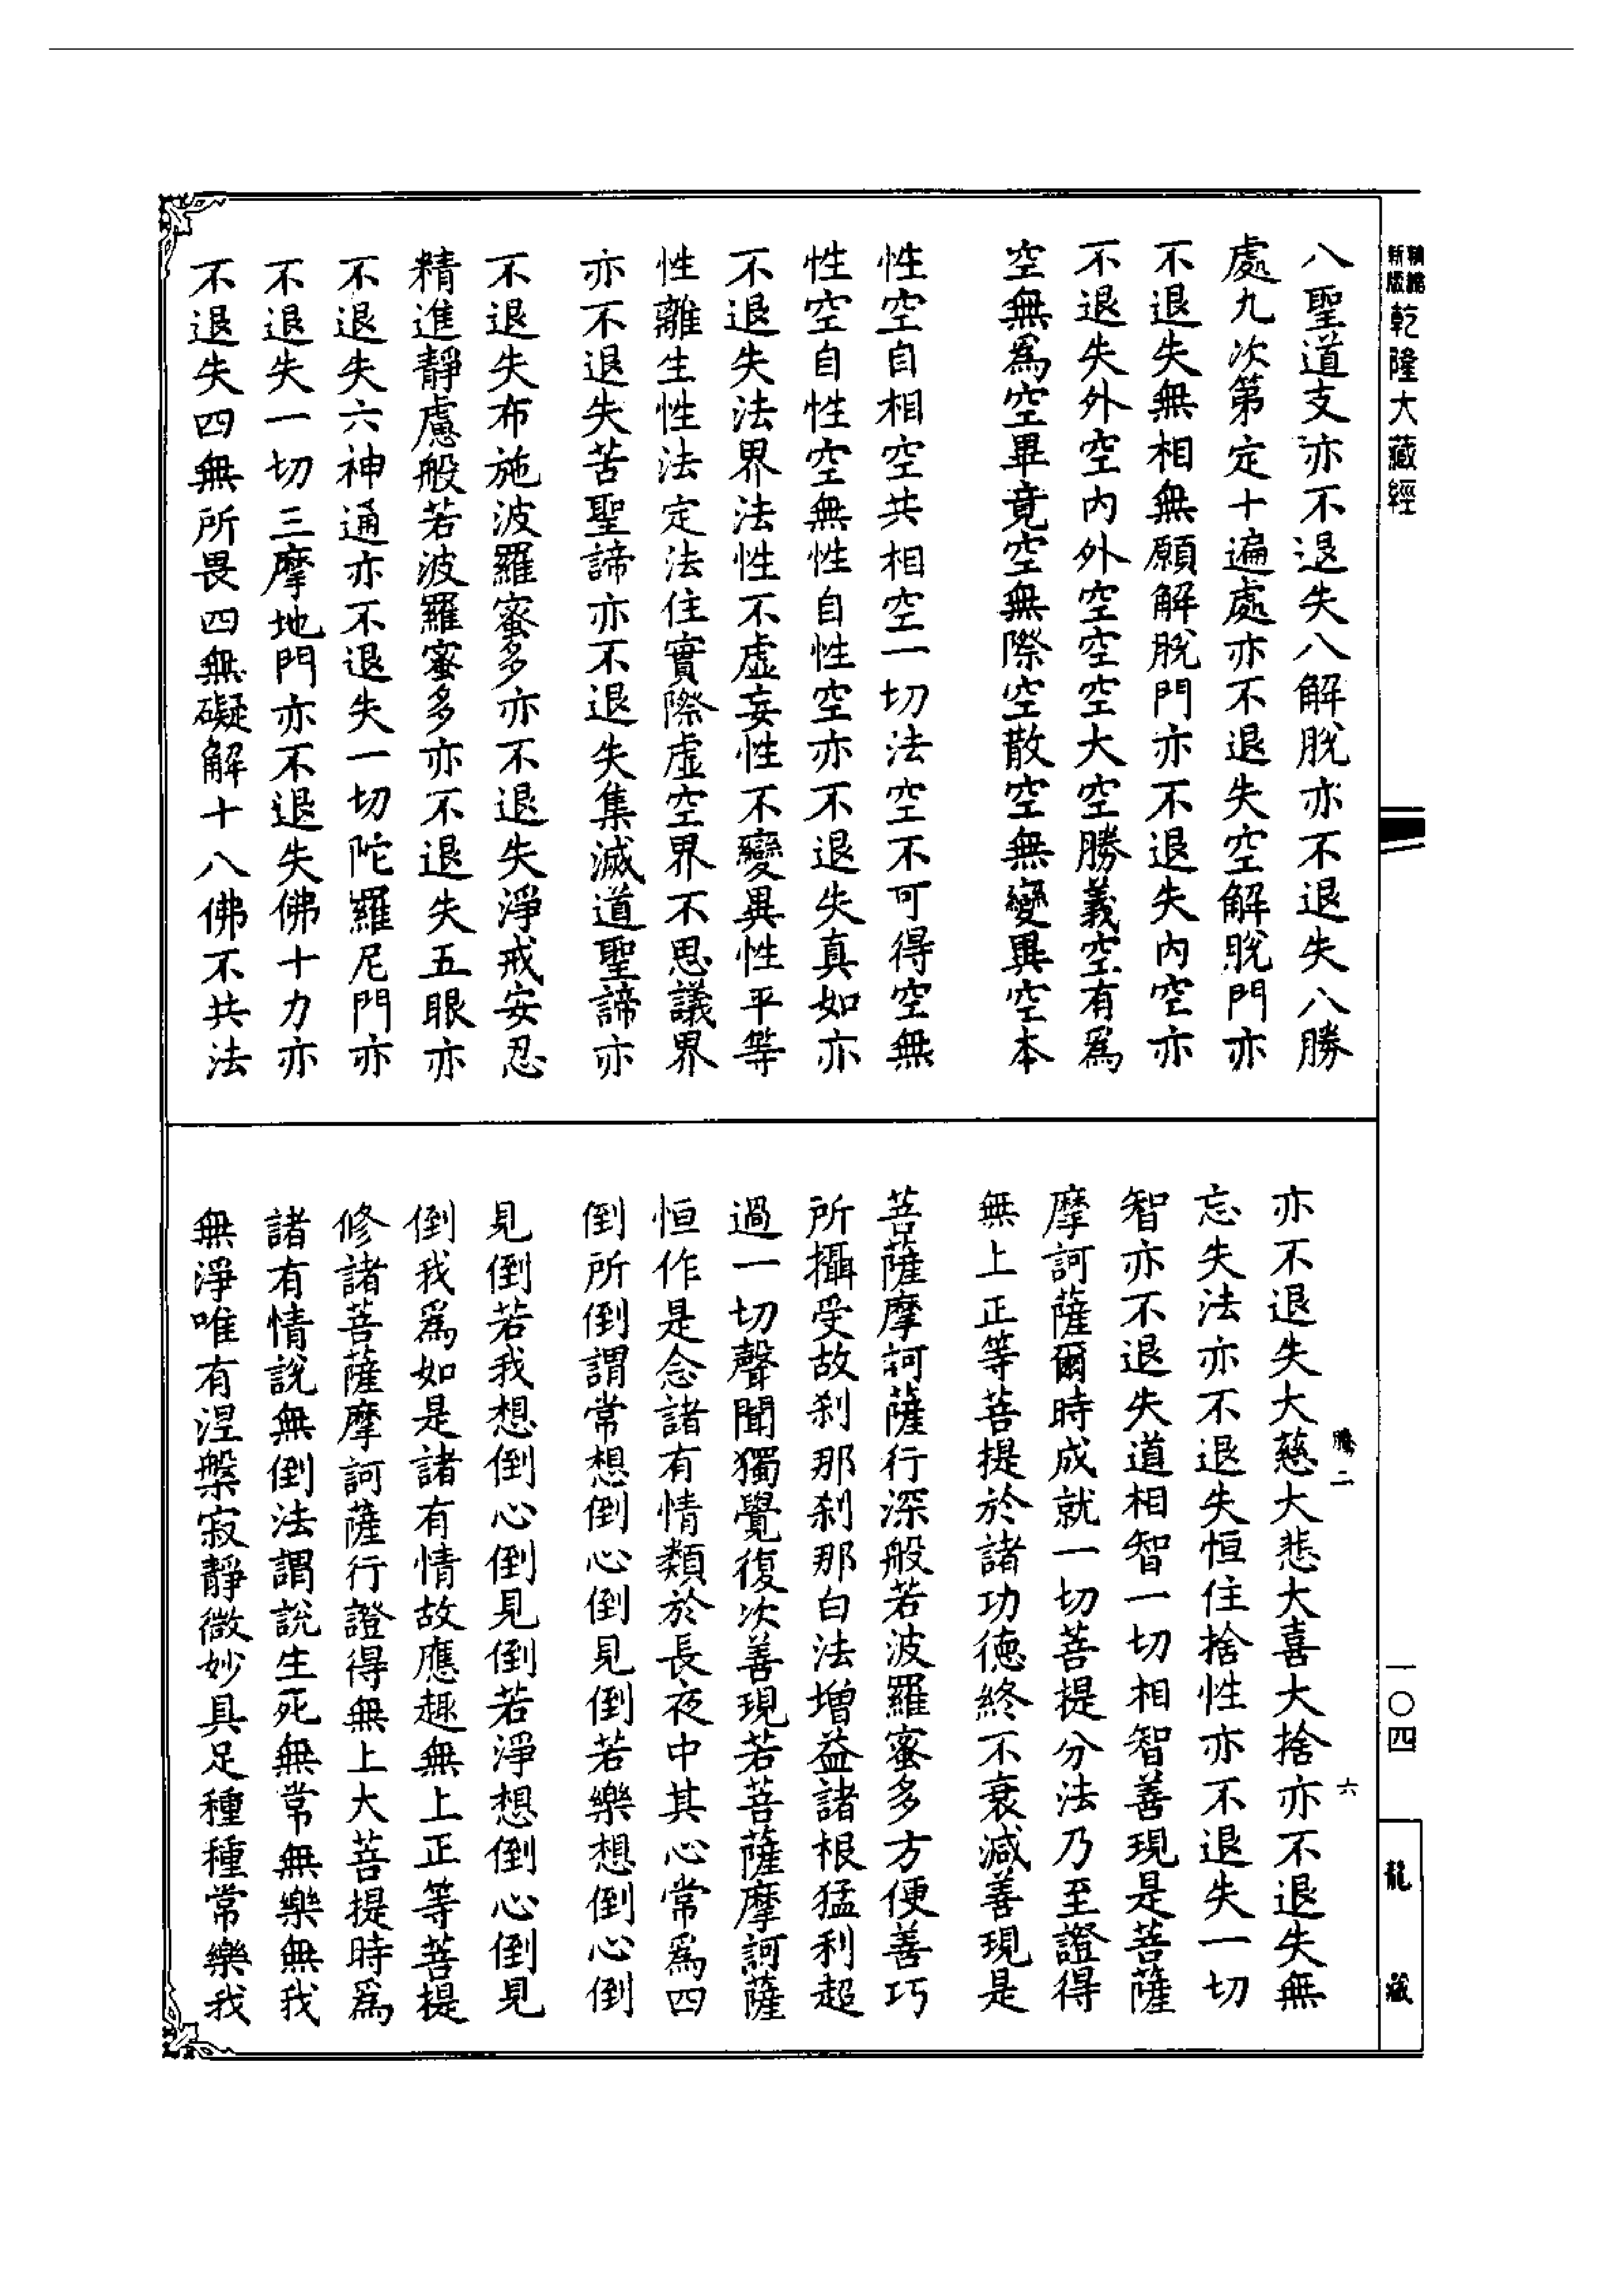 新版 精裝 乾隆大藏經
八聖道支亦不退失八解脫亦不退失八勝
處九次第定十遍處亦不退失空解脫門亦
不退失無相無願解脫門亦不退失內空亦
不退失外空內外空空空大空勝義空有爲
空無爲空畢竟空無際空散空無變異空本
性空自相空共相空一切法空不可得空無
性空自性空無性自性空亦不退失真如亦
不退失法界法性不虛妄性不變異性平等
性離生性法定法住實際虛空界不思議界
亦不退失苦聖諦亦不退失集滅道聖諦亦
不退失布施波羅蜜多亦不退失淨戒安忍
精進靜慮般若波羅蜜多亦不退失五眼亦
不退失六神通亦不退失一切陀羅尼門亦
不退失一切三摩地門亦不退失佛十力亦
不退失四無所畏四無礙解十八佛不共法
一〇四
龍藏
騰二 六
亦不退失大慈大悲大喜大捨亦不退失無
忘失法亦不退失恒住捨性亦不退失一切
智亦不退失道相智一切相智善現是菩薩
摩訶薩爾時成就一切菩提分法乃至證得
無上正等菩提於諸功德終不衰減善現是
菩薩摩訶薩行深般若波羅蜜多方便善巧
所攝受故刹那刹那白法增益諸根猛利超
過一切聲聞獨覺復次善現若菩薩摩訶薩
恒作是念諸有情類於長夜中其心常爲四
倒所倒謂常想倒心倒見倒若樂想倒心倒
見倒若我想倒心倒見倒若淨想倒心倒見
倒我爲如是諸有情故應趣無上正等菩提
修諸菩薩摩訶薩行證得無上大菩提時爲
諸有情說無倒法謂說生死無常無樂無我
無淨唯有涅槃寂靜微妙具足種種常樂我